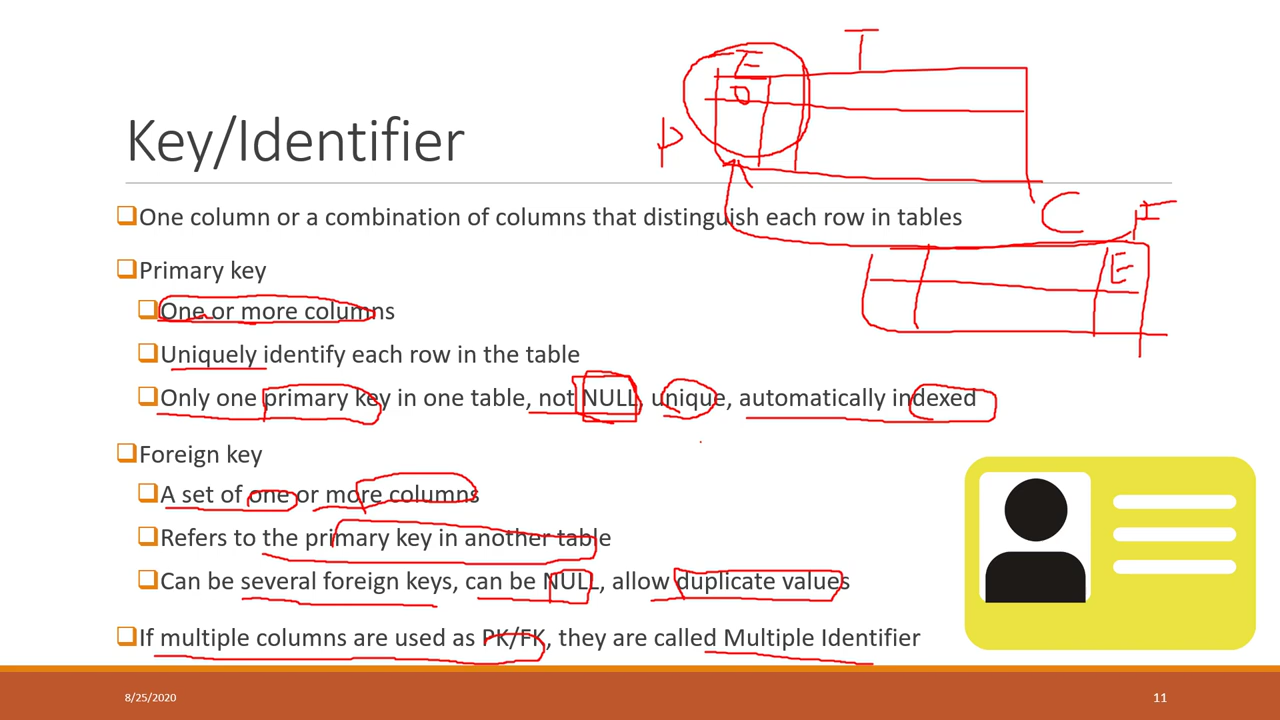 T
E
D
P
Key/Identifier
C
F
One column or a combination of columns that distinguish each row in tables
E
Primary key
One or more columns
Uniquely identify each row in the table
Only one primary key in one table, not NULL, unique, automatically indexed
Foreign key
A set of one or more columns
Refers to the primary key in another table
Can be several foreign keys, can be NULL, allow duplicate values
If multiple columns are used as PK/FK, they are called Multiple Identifier
8/25/2020
11